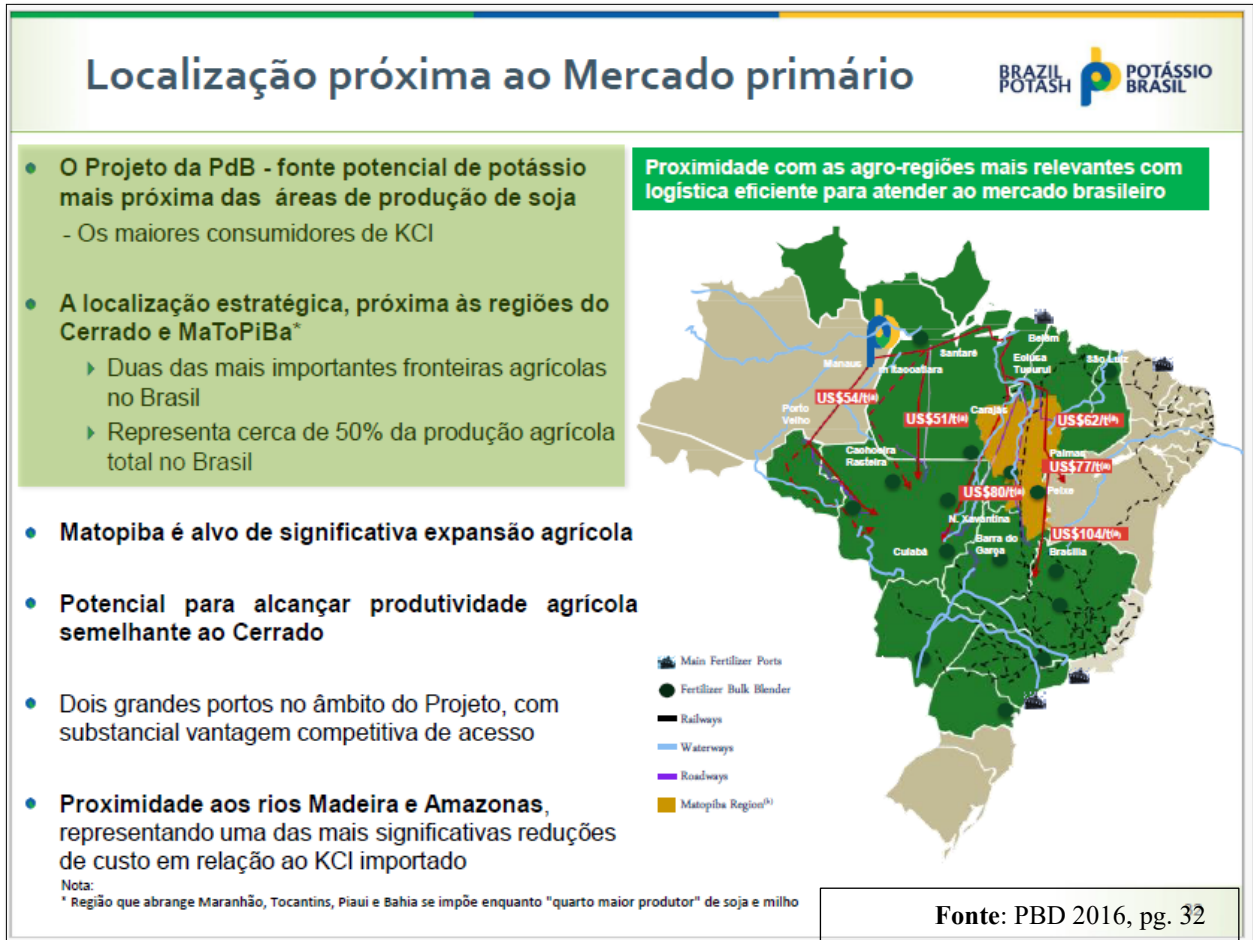 Localização próxima ao Mercado primário
BRAZIL POTÁSSIO
POTASH BRASIL
O Projeto da PdB - fonte potencial de potássio
mais próxima das áreas de produção de soja
- Os maiores consumidores de KCI
A localização estratégica, próxima às regiões do
Cerrado e MaToPiBa*
Duas das mais importantes fronteiras agrícolas
no Brasil
Representa cerca de 50% da produção agrícola
total no Brasil
Matopiba é alvo de significativa expansão agrícola
Potencial para alcançar produtividade agrícola
semelhante ao Cerrado
Dois grandes portos no âmbito do Projeto, com
substancial vantagem competitiva de acesso
Proximidade aos rios Madeira e Amazonas,
representando uma das mais significativas reduções
de custo em relação ao KCI importado
Nota:
* Região que abrange Maranhão, Tocantins, Piaui e Bahia se impõe enquanto "quarto maior produtor" de soja e milho
Proximidade com as agro-regiões mais relevantes com
logística eficiente para atender ao mercado brasileiro
Belém
Santaré
São Luiz
Manaus
Itacoatiara
Tucurui
US$54/t(a)
Carajás
Porto
Velho
US$51/t(a)
US$62/t(a)
Cachoeira
Rasteira
Palmas
US$77/t(a)
US$80/t(a)
Peixe
N. Xavantina
US$104/t(a)
Cuiabá
Barra do
Garça
Brasilia
Main Fertilizer Ports
Fertilizer Bulk Blender
Railways
Waterways
Roadways
Matopiba Region(b)
Fonte: PBD 2016, pg. 32